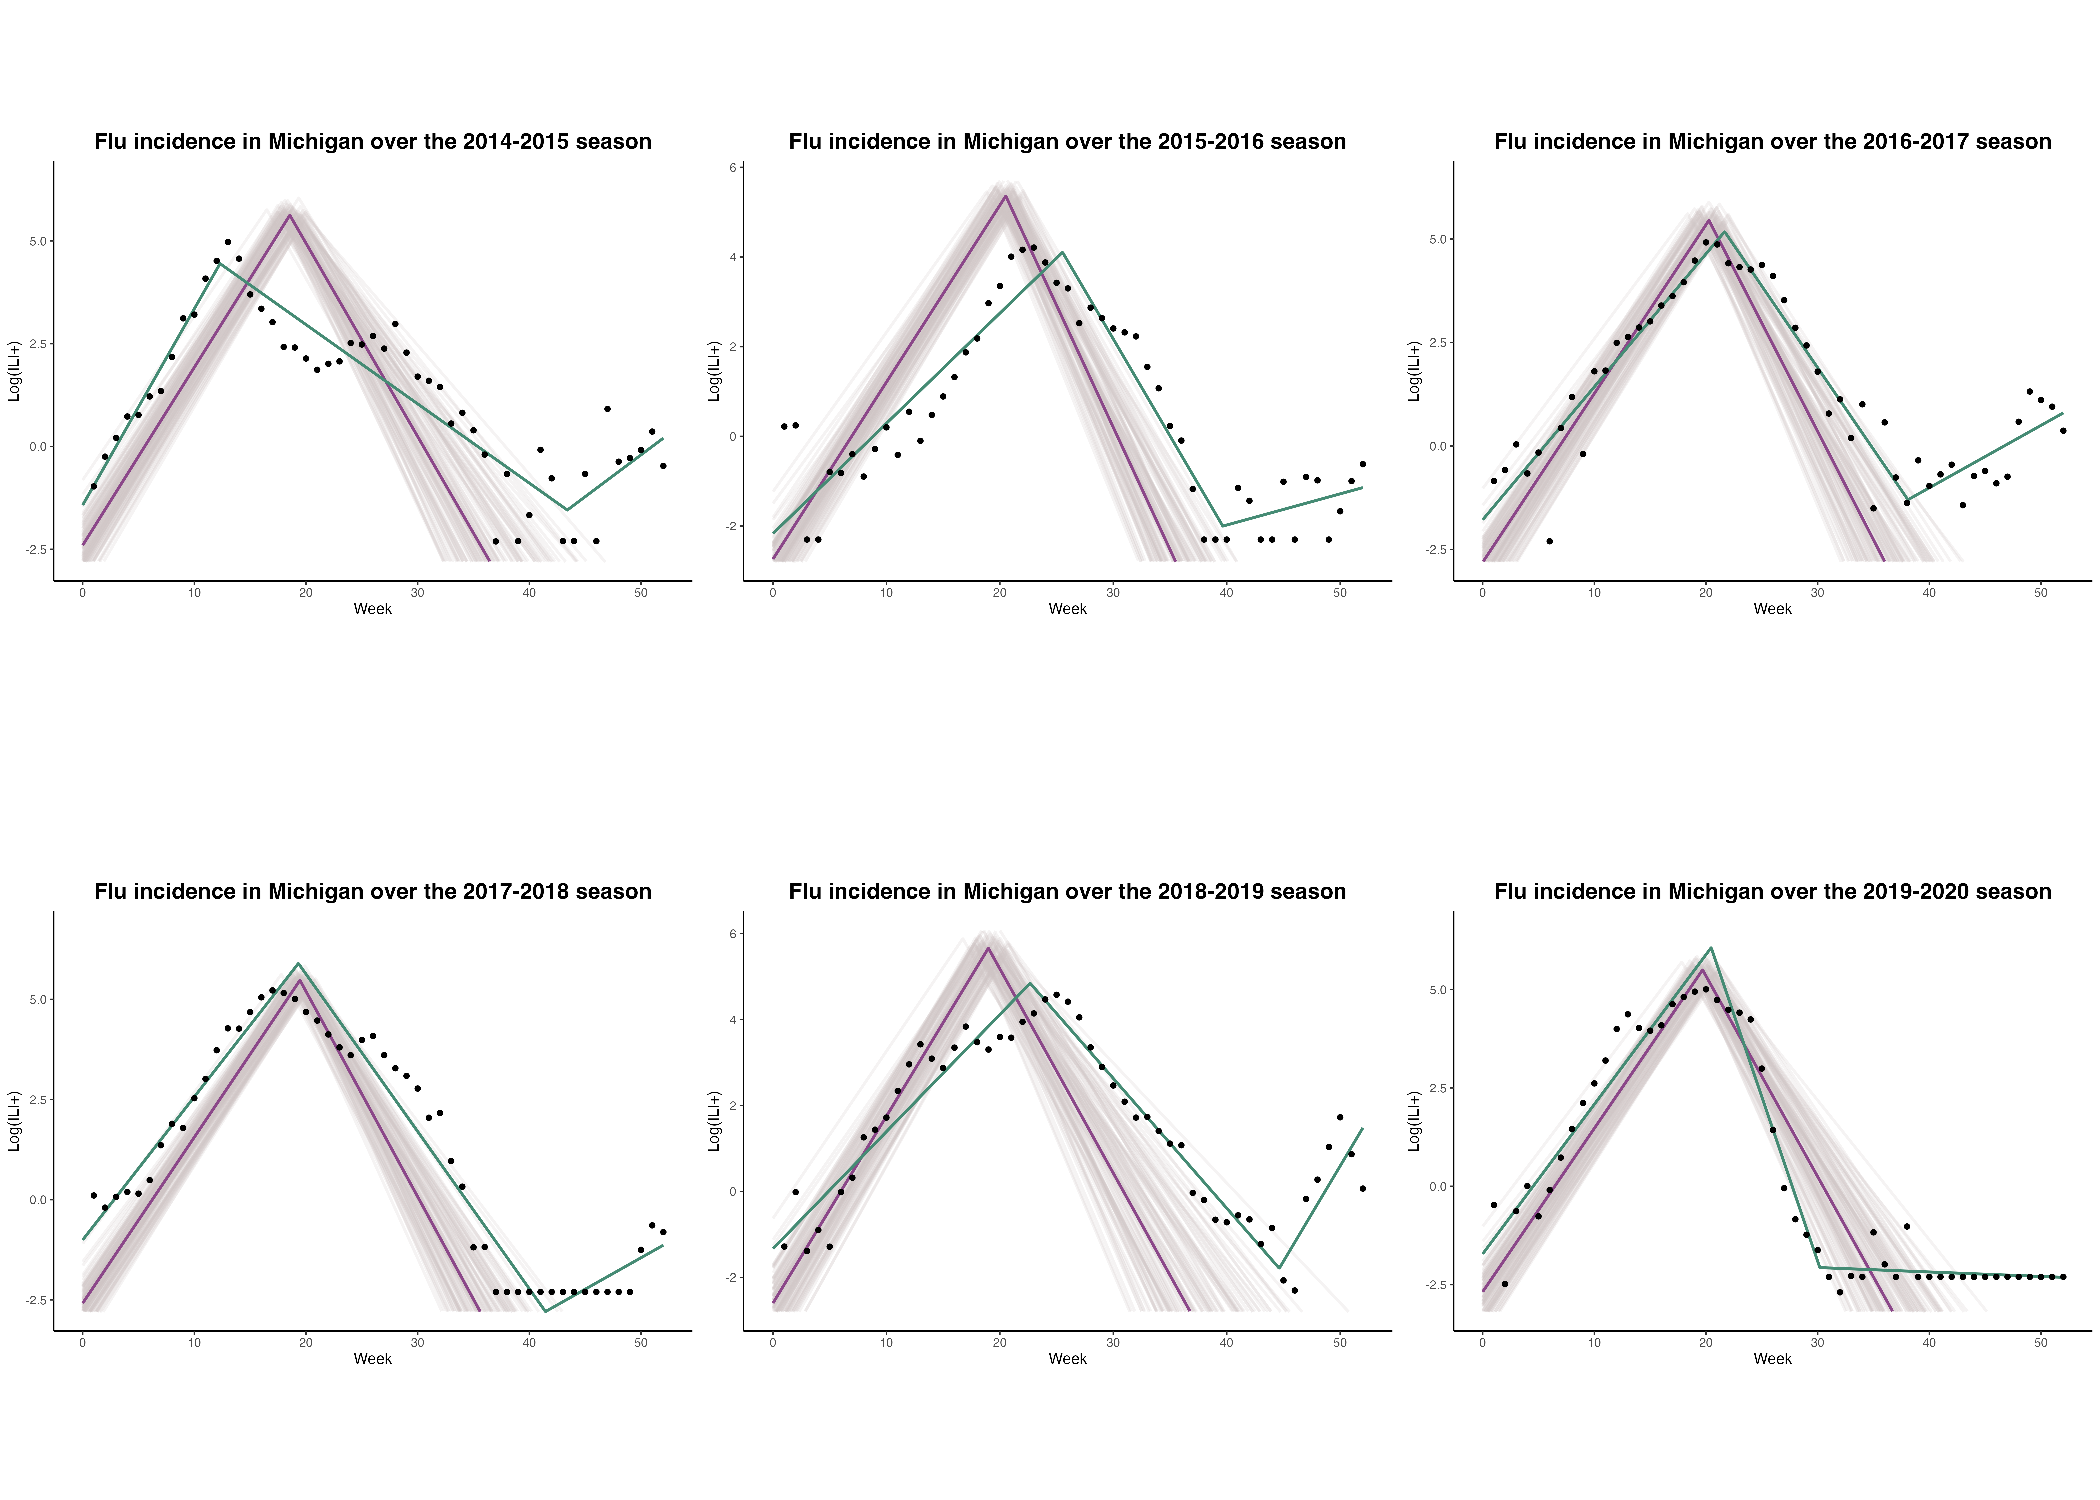 Flu incidence in Michigan over the 2014-2015 season
5.0
2.5
0.0
-2.5
Log(ILI+)
0 10 20 30 40 50
Week
Flu incidence in Michigan over the 2015-2016 season
6
4
2
0
-2
Log(ILI+)
0 10 20 30 40 50
Week
Flu incidence in Michigan over the 2016-2017 season
5.0
2.5
0.0
-2.5
Log(ILI+)
0 10 20 30 40 50
Week
Flu incidence in Michigan over the 2017-2018 season
5.0
2.5
0.0
-2.5
Log(ILI+)
0 10 20 30 40 50
Week
Flu incidence in Michigan over the 2018-2019 season
6
4
2
0
-2
Log(ILI+)
0 10 20 30 40 50
Week
Flu incidence in Michigan over the 2019-2020 season
5.0
2.5
0.0
-2.5
Log(ILI+)
0 10 20 30 40 50
Week